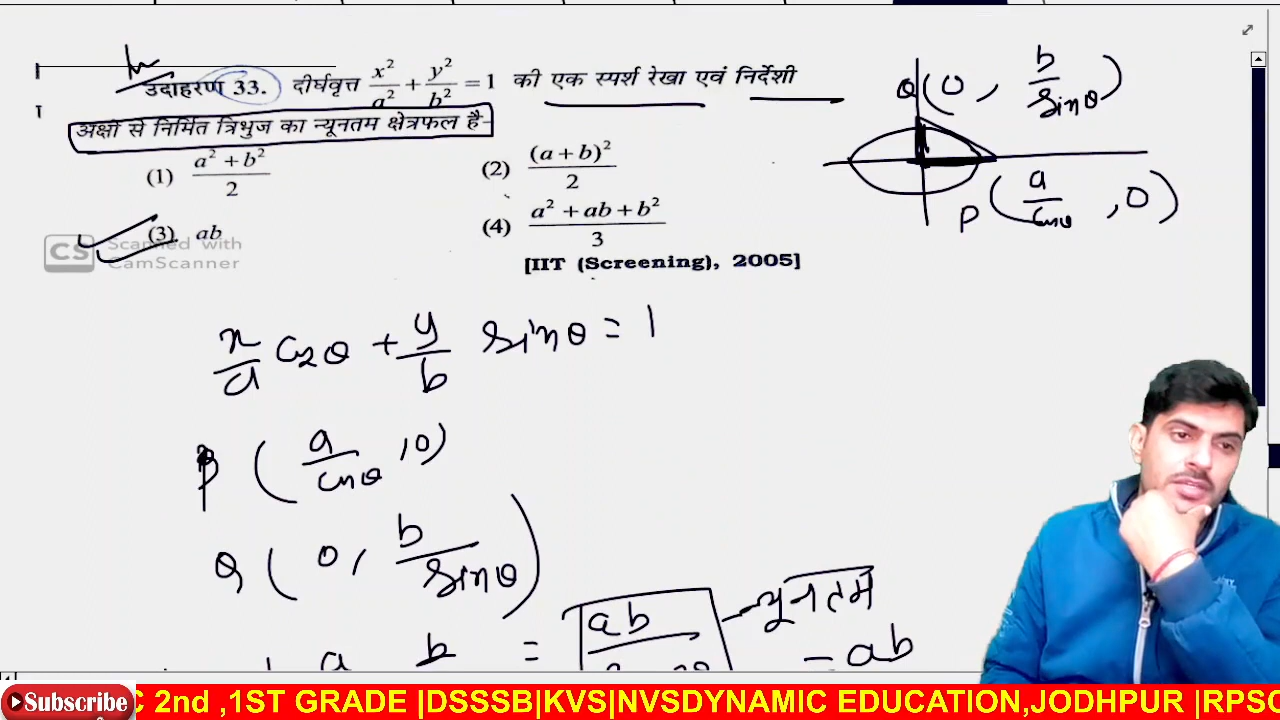 उदाहरण 33. दीर्घवृत्त x²/a² + y²/b² = 1 की एक स्पर्श रेखा एवं निर्देशी
अक्षों से निर्मित त्रिभुज का न्यूनतम क्षेत्रफल है-
(1) (a² + b²)/2 (2) (a + b)²/2
(3). ab (4) (a² + ab + b²)/3
[IIT (Screening), 2005]
CS Scanned with
CamScanner
Q(0, b/sinθ)
P(a/cosθ, 0)
x/a cosθ + y/b sinθ = 1
P (a/cosθ, 0)
Q (0, b/sinθ)
a b = ab न्यूनतम
= ab
Subscribe
C 2nd ,1ST GRADE |DSSSB|KVS|NVSDYNAMIC EDUCATION,JODHPUR |RPSC